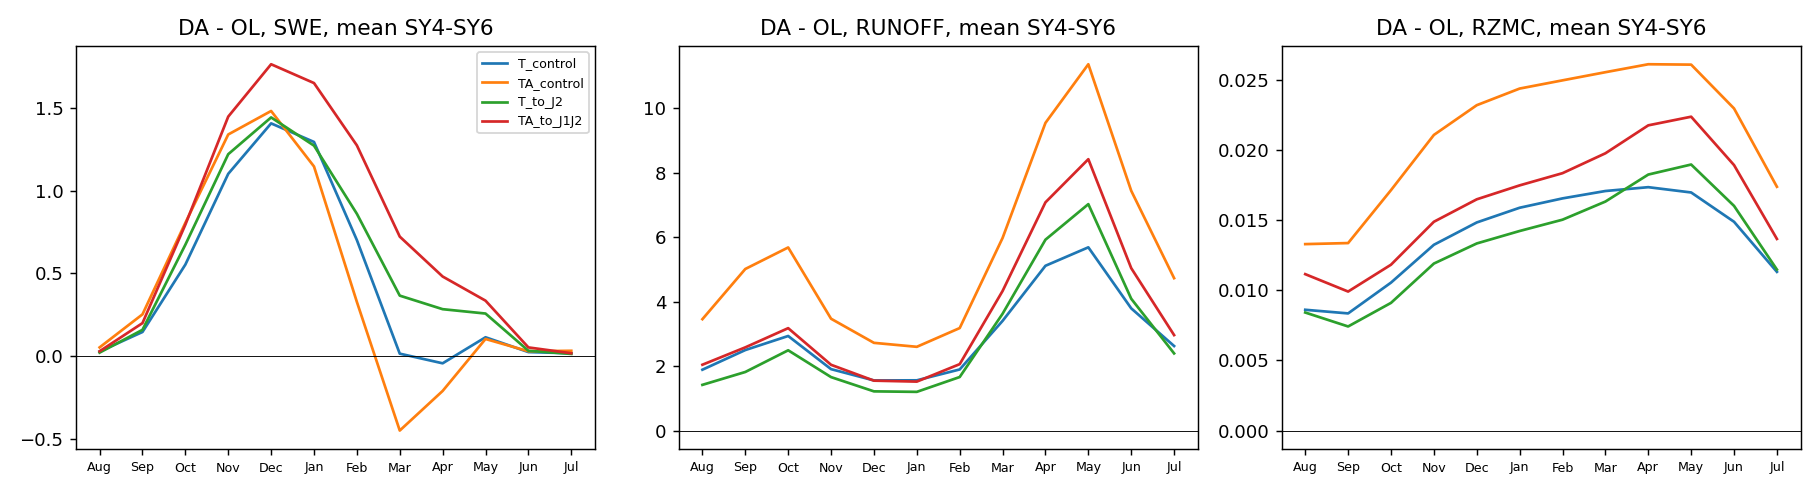 DA - OL, SWE, mean SY4-SY6
1.5
1.0
0.5
0.0
−0.5
T_control
TA_control
T_to_J2
TA_to_J1J2
Aug Sep Oct Nov Dec Jan Feb Mar Apr May Jun Jul
DA - OL, RUNOFF, mean SY4-SY6
10
8
6
4
2
0
Aug Sep Oct Nov Dec Jan Feb Mar Apr May Jun Jul
DA - OL, RZMC, mean SY4-SY6
0.025
0.020
0.015
0.010
0.005
0.000
Aug Sep Oct Nov Dec Jan Feb Mar Apr May Jun Jul